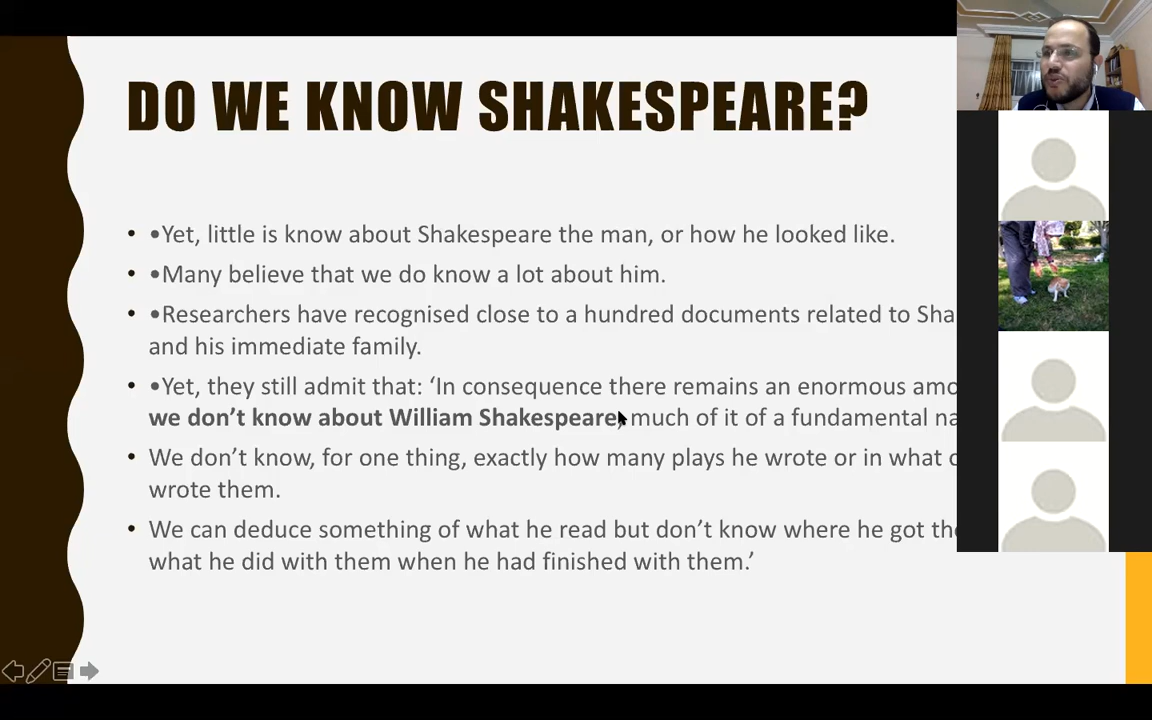 DO WE KNOW SHAKESPEARE?
• •Yet, little is know about Shakespeare the man, or how he looked like.
• •Many believe that we do know a lot about him.
• •Researchers have recognised close to a hundred documents related to Sha
and his immediate family.
• •Yet, they still admit that: ‘In consequence there remains an enormous amo
we don’t know about William Shakespeare, much of it of a fundamental na
• We don’t know, for one thing, exactly how many plays he wrote or in what
wrote them.
• We can deduce something of what he read but don’t know where he got
what he did with them when he had finished with them.’